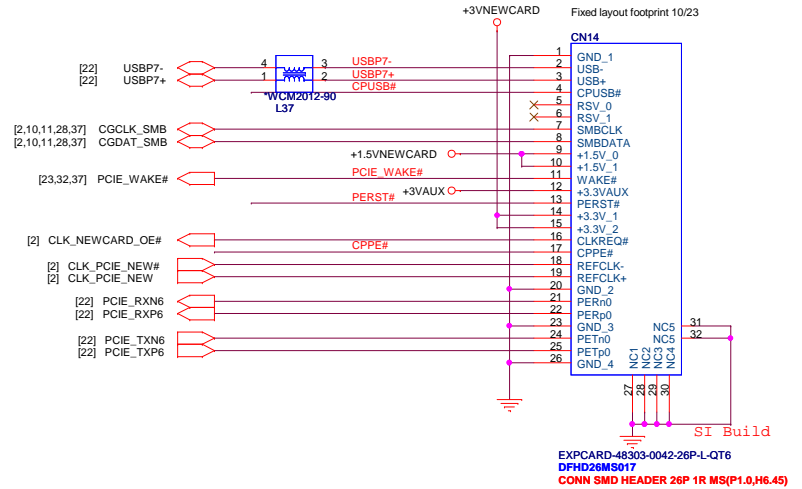 +3VNEWCARD
Fixed layout footprint 10/23
CN14
[22] USBP7-
[22] USBP7+
4 3
1 2
*WCM2012-90
L37
USBP7-
USBP7+
CPUSB#
[2,10,11,28,37] CGCLK_SMB
[2,10,11,28,37] CGDAT_SMB
+1.5VNEWCARD
[23,32,37] PCIE_WAKE#
PCIE_WAKE#
+3VAUX
PERST#
[2] CLK_NEWCARD_OE#
CPPE#
[2] CLK_PCIE_NEW#
[2] CLK_PCIE_NEW
[22] PCIE_RXN6
[22] PCIE_RXP6
[22] PCIE_TXN6
[22] PCIE_TXP6
1 GND_1
2 USB-
3 USB+
4 CPUSB#
5 RSV_0
6 RSV_1
7 SMBCLK
8 SMBDATA
9 +1.5V_0
10 +1.5V_1
11 WAKE#
12 +3.3VAUX
13 PERST#
14 +3.3V_1
15 +3.3V_2
16 CLKREQ#
17 CPPE#
18 REFCLK-
19 REFCLK+
20 GND_2
21 PERn0
22 PERp0
23 GND_3
24 PETn0
25 PETp0
26 GND_4
NC5 31
NC5 32
NC1 27
NC2 28
NC3 29
NC4 30
SI Build
EXPCARD-48303-0042-26P-L-QT6
DFHD26MS017
CONN SMD HEADER 26P 1R MS(P1.0,H6.45)